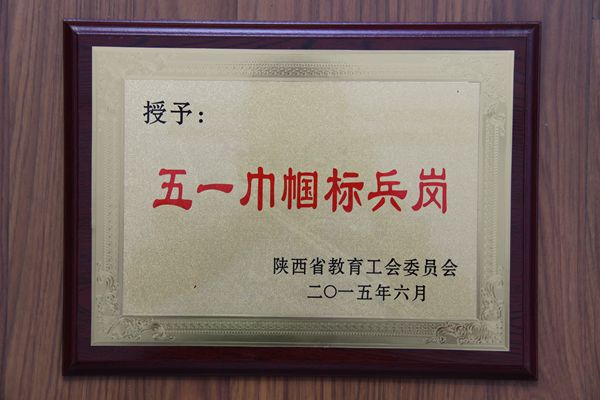 授予：
五一巾帼标兵岗
陕西省教育工会委员会
二〇一五年六月